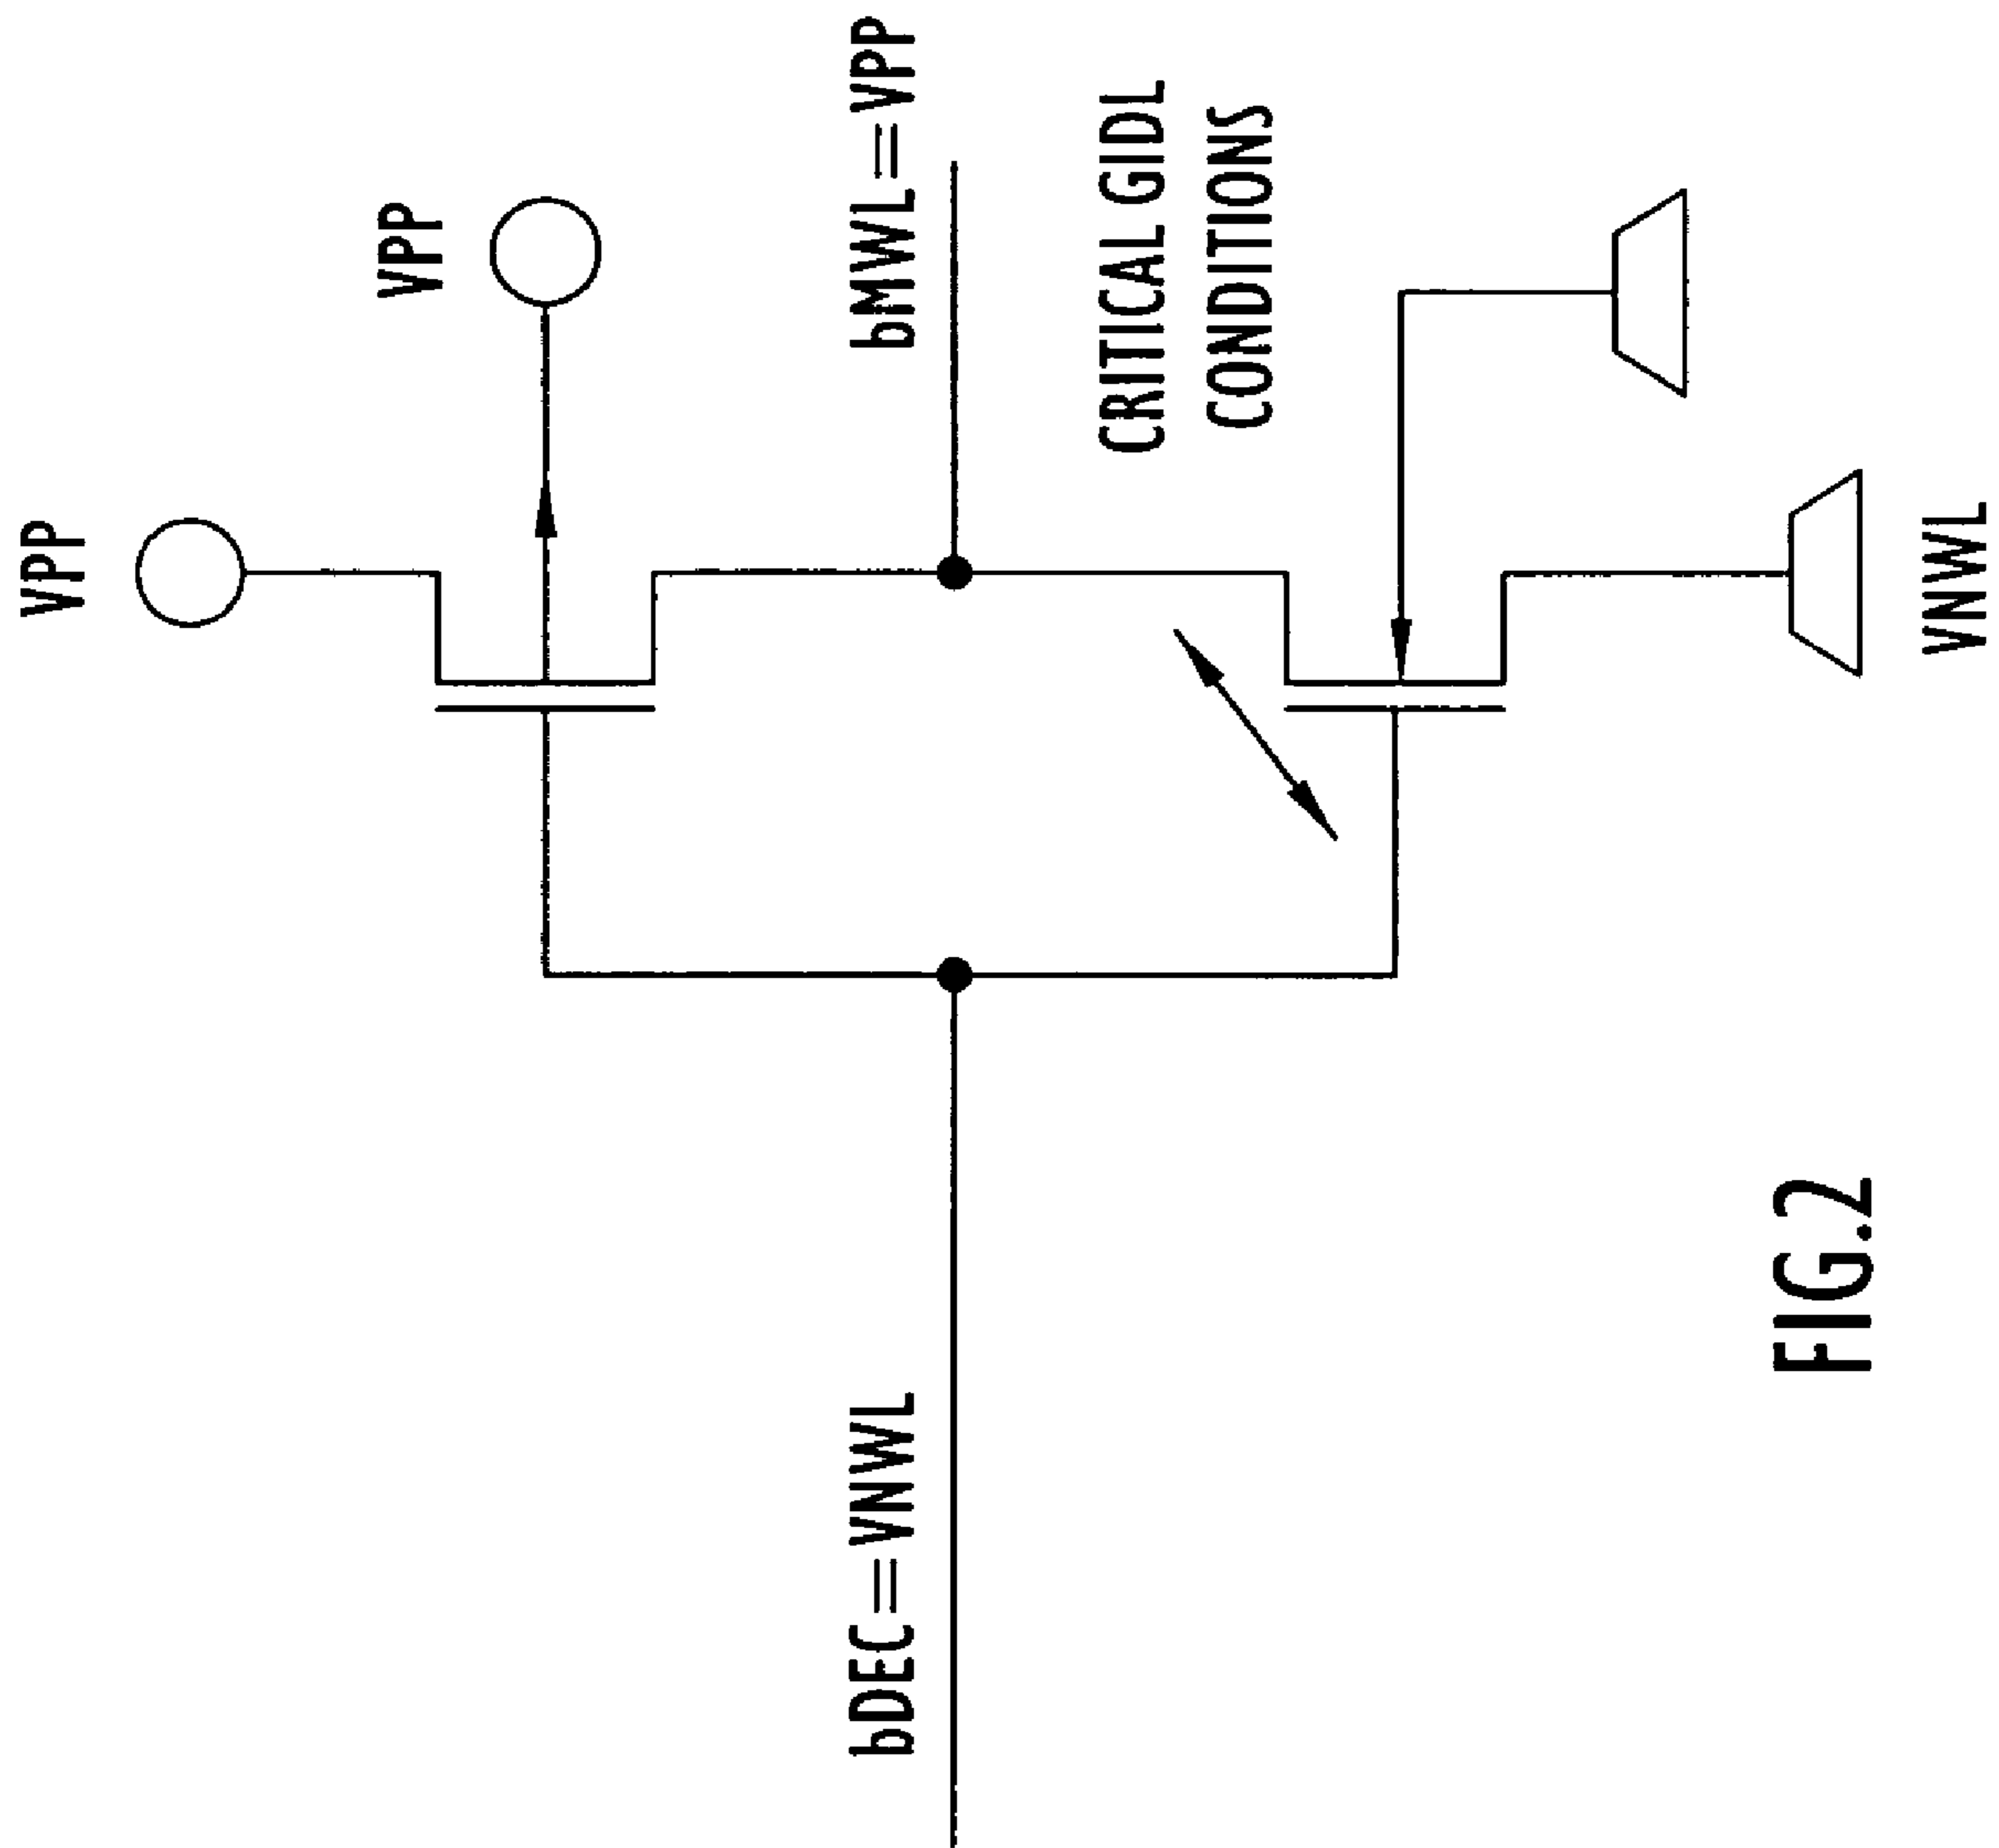 VPP
VPP
bMWL=VPP
CRITICAL GIDL
CONDITIONS
bDEC=VNWL
VNWL
FIG.2